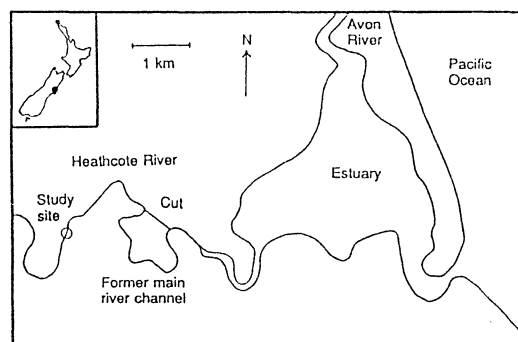 Avon
River
N
1 km
Pacific
Ocean
Heathcote River
Estuary
Study
site
Cut
Former main
river channel